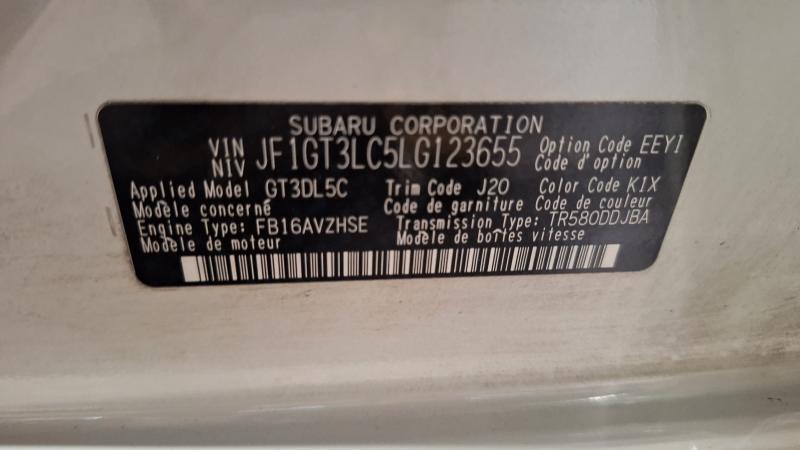 SUBARU CORPORATION
VIN NIV JF1GT3LC5LG123655 Option Code EEYI
Code d'option
Applied Model GT3DL5C Trim Code J20 Color Code K1X
Modèle concerné Code de garniture Code de couleur
Engine Type: FB16AVZHSE Transmission Type: TR580DDJBA
Modèle de moteur Modèle de boîtes vitesse